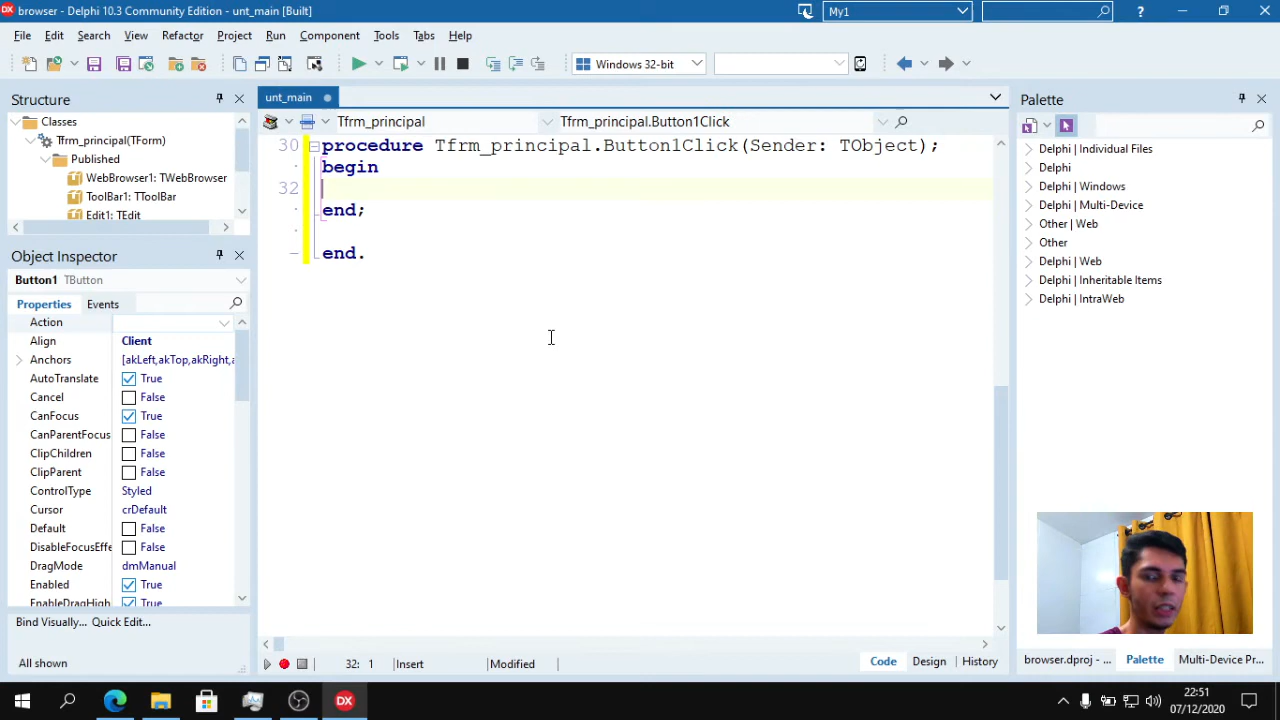 browser - Delphi 10.3 Community Edition - unt_main [Built]
My1
?
File Edit Search View Refactor Project Run Component Tools Tabs Help
Windows 32-bit
Structure
Classes
Tfrm_principal(TForm)
Published
WebBrowser1: TWebBrowser
ToolBar1: TToolBar
Edit1: TEdit
Object Inspector
Button1 TButton
Properties Events
Action
Align Client
Anchors [akLeft,akTop,akRight,a
AutoTranslate True
Cancel False
CanFocus True
CanParentFocus False
ClipChildren False
ClipParent False
ControlType Styled
Cursor crDefault
Default False
DisableFocusEffe False
DragMode dmManual
Enabled True
EnableDragHigh True
Bind Visually... Quick Edit...
All shown
unt_main
Tfrm_principal Tfrm_principal.Button1Click
30 procedure Tfrm_principal.Button1Click(Sender: TObject);
begin
32
end;
end.
32: 1 Insert Modified
Code Design History
Palette
Delphi | Individual Files
Delphi
Delphi | Windows
Delphi | Multi-Device
Other | Web
Other
Delphi | Web
Delphi | Inheritable Items
Delphi | IntraWeb
browser.dproj - ... Palette Multi-Device Pr...
DX
22:51
07/12/2020